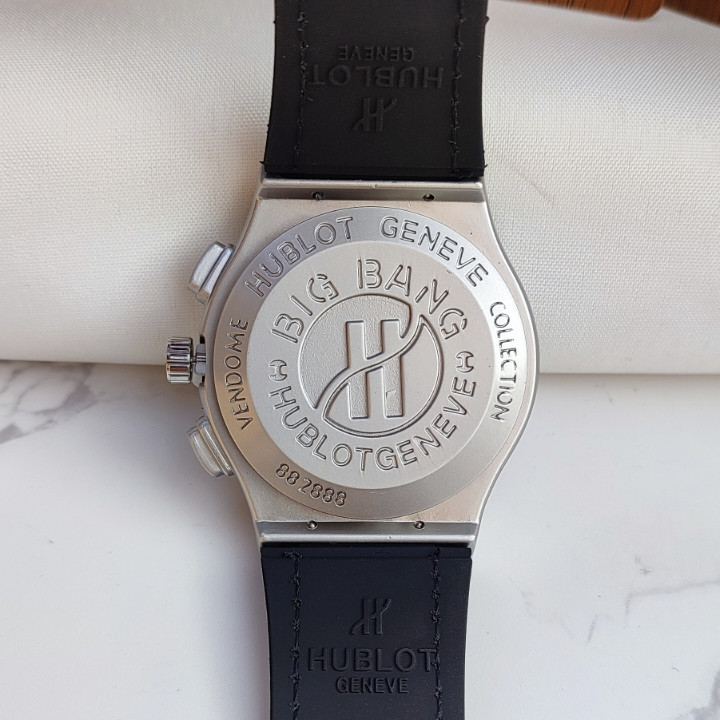 HUBLOT
GENEVE
VENDOME HUBLOT GENEVE COLLECTION
BIG BANG
H
H H
HUBLOTGENEVE
882888
H
HUBLOT
GENEVE